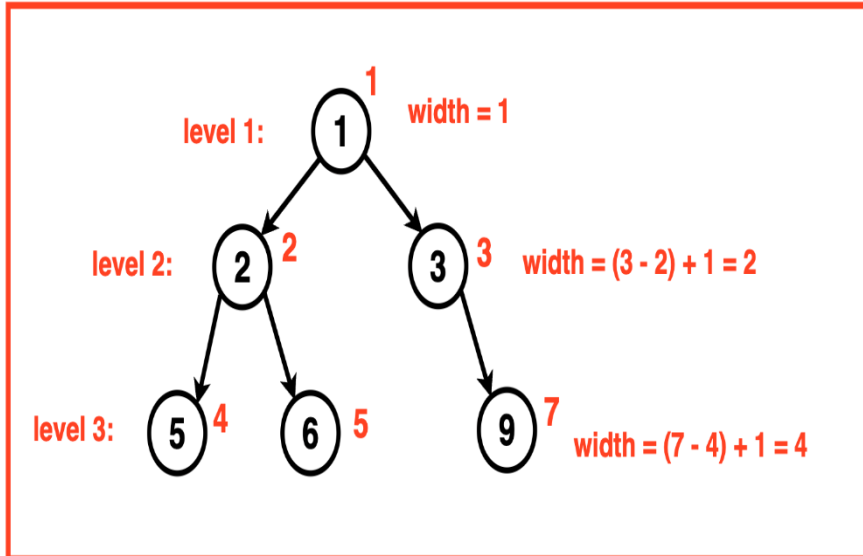 1
level 1: 1 width = 1
level 2: 2 2 3 3 width = (3 - 2) + 1 = 2
level 3: 5 4 6 5 9 7
width = (7 - 4) + 1 = 4